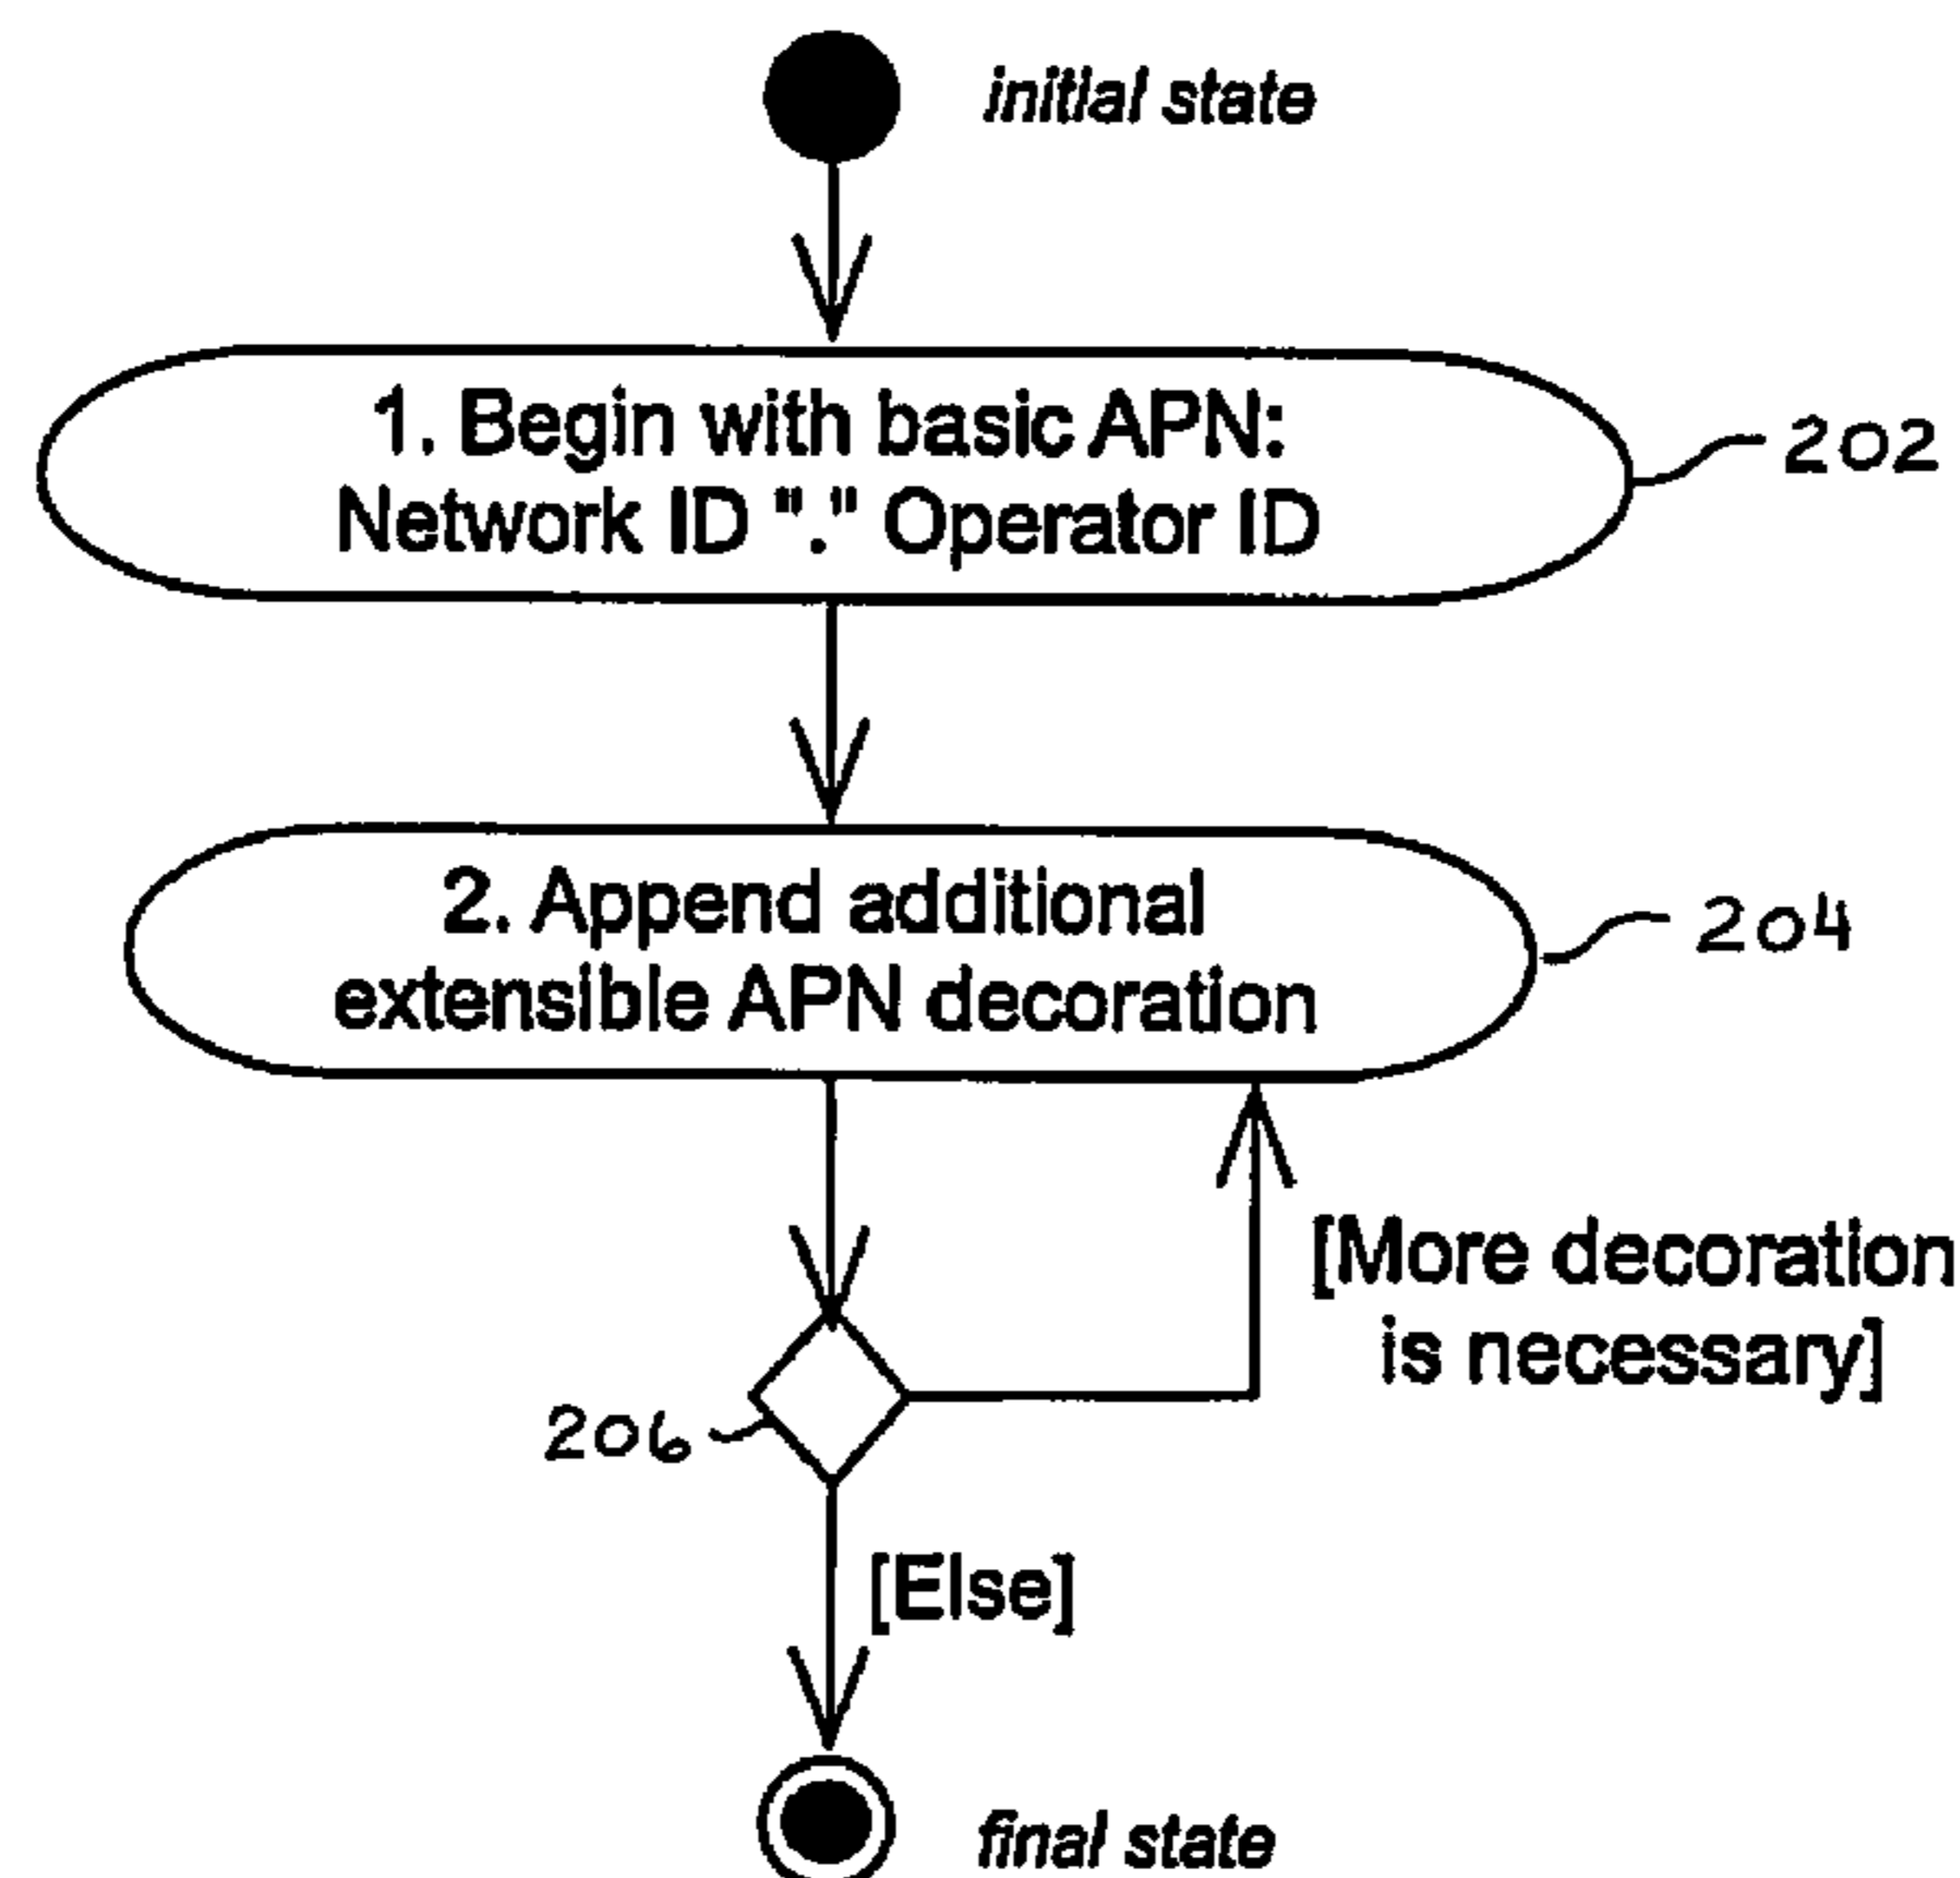 initial state
1. Begin with basic APN:
Network ID "." Operator ID
202
2. Append additional
extensible APN decoration
204
[More decoration
is necessary]
206
[Else]
final state